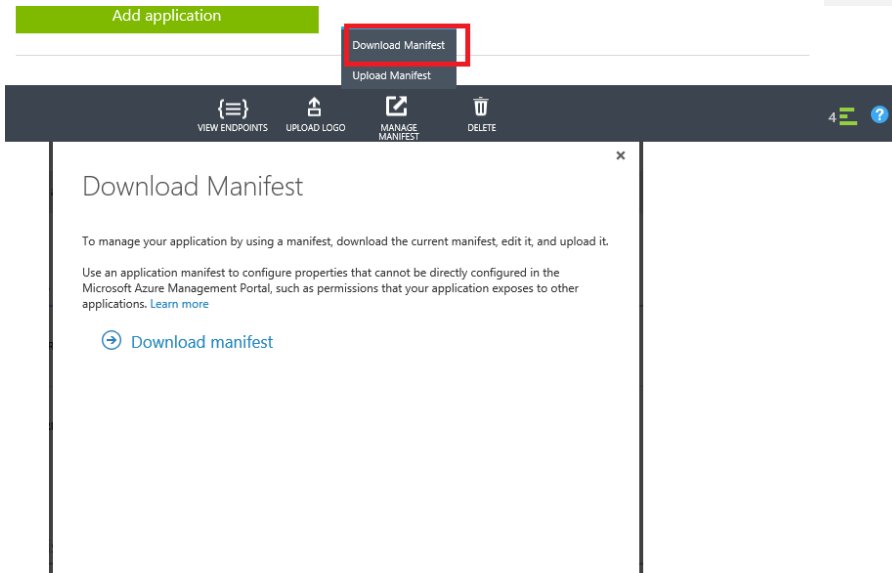 Add application
Download Manifest
Upload Manifest
VIEW ENDPOINTS
UPLOAD LOGO
MANAGE
MANIFEST
DELETE
4
?
Download Manifest
To manage your application by using a manifest, download the current manifest, edit it, and upload it.
Use an application manifest to configure properties that cannot be directly configured in the
Microsoft Azure Management Portal, such as permissions that your application exposes to other
applications. Learn more
Download manifest